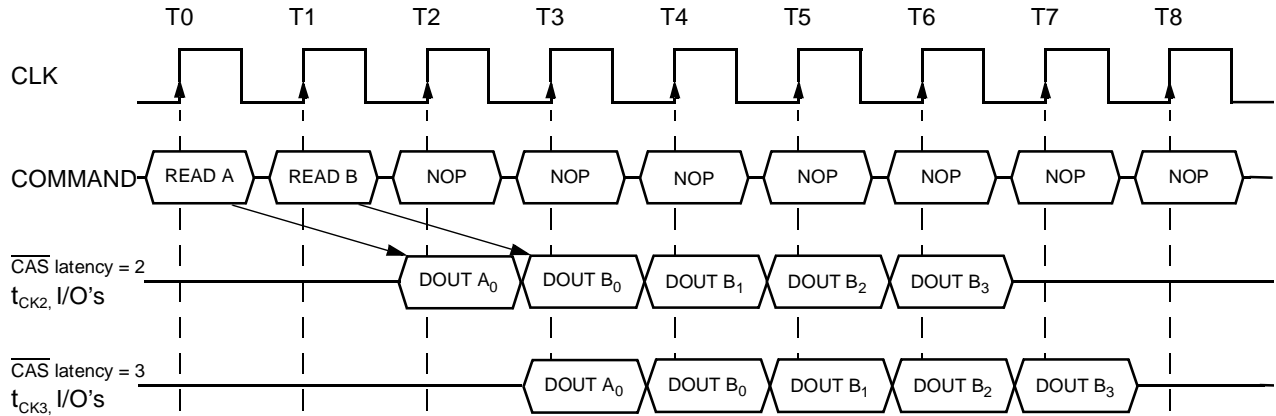 T0 T1 T2 T3 T4 T5 T6 T7 T8
CLK
COMMAND READ A READ B NOP NOP NOP NOP NOP NOP NOP
CAS latency = 2
tCK2, I/O's DOUT A0 DOUT B0 DOUT B1 DOUT B2 DOUT B3
CAS latency = 3
tCK3, I/O's DOUT A0 DOUT B0 DOUT B1 DOUT B2 DOUT B3